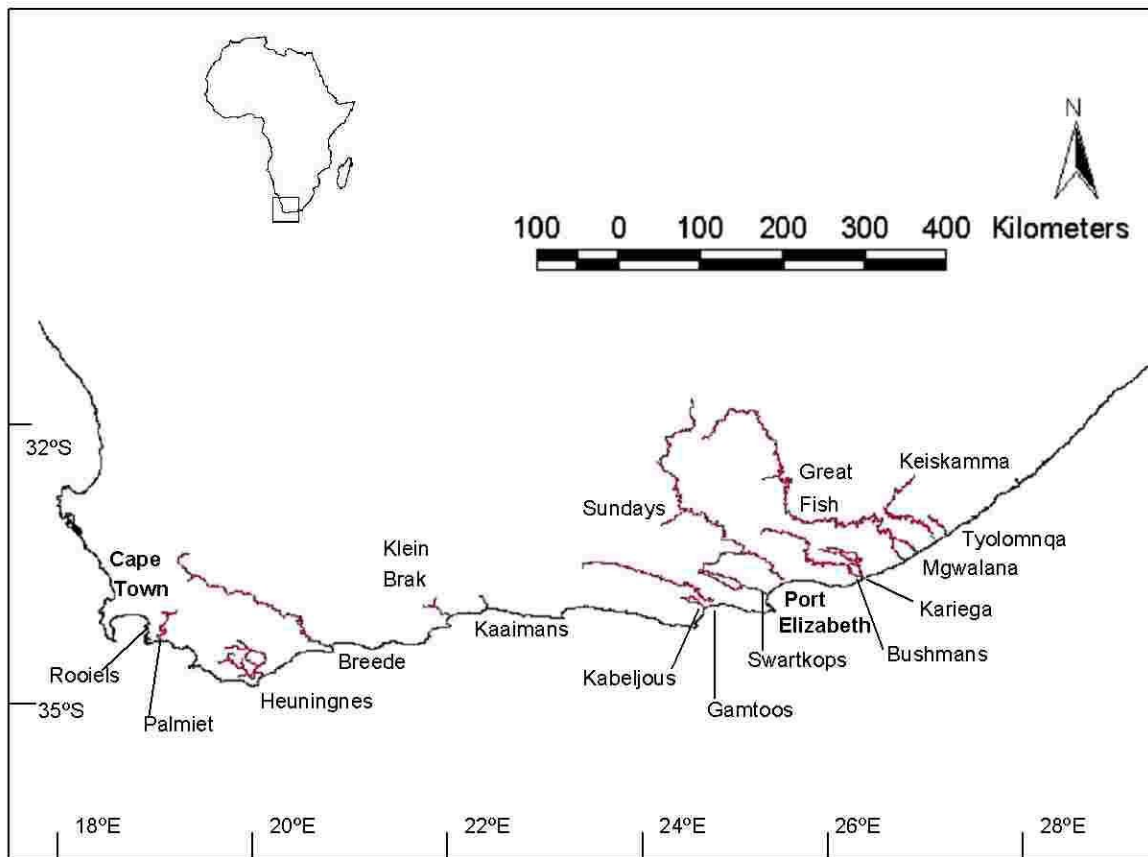 N
100 0 100 200 300 400 Kilometers
32ºS
Great
Fish
Keiskamma
Sundays
Tyolomnqa
Klein
Brak
Cape
Town
Mgwalana
Kariega
Port
Elizabeth
Kaaimans
Bushmans
Breede
Swartkops
Rooiels
Kabeljous
Heuningnes
Gamtoos
35ºS
Palmiet
18ºE 20ºE 22ºE 24ºE 26ºE 28ºE